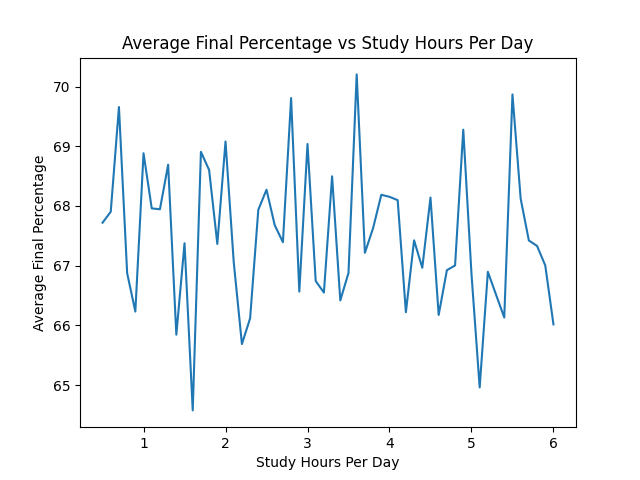 Average Final Percentage vs Study Hours Per Day
70
69
68
67
66
65
Average Final Percentage
1 2 3 4 5 6
Study Hours Per Day